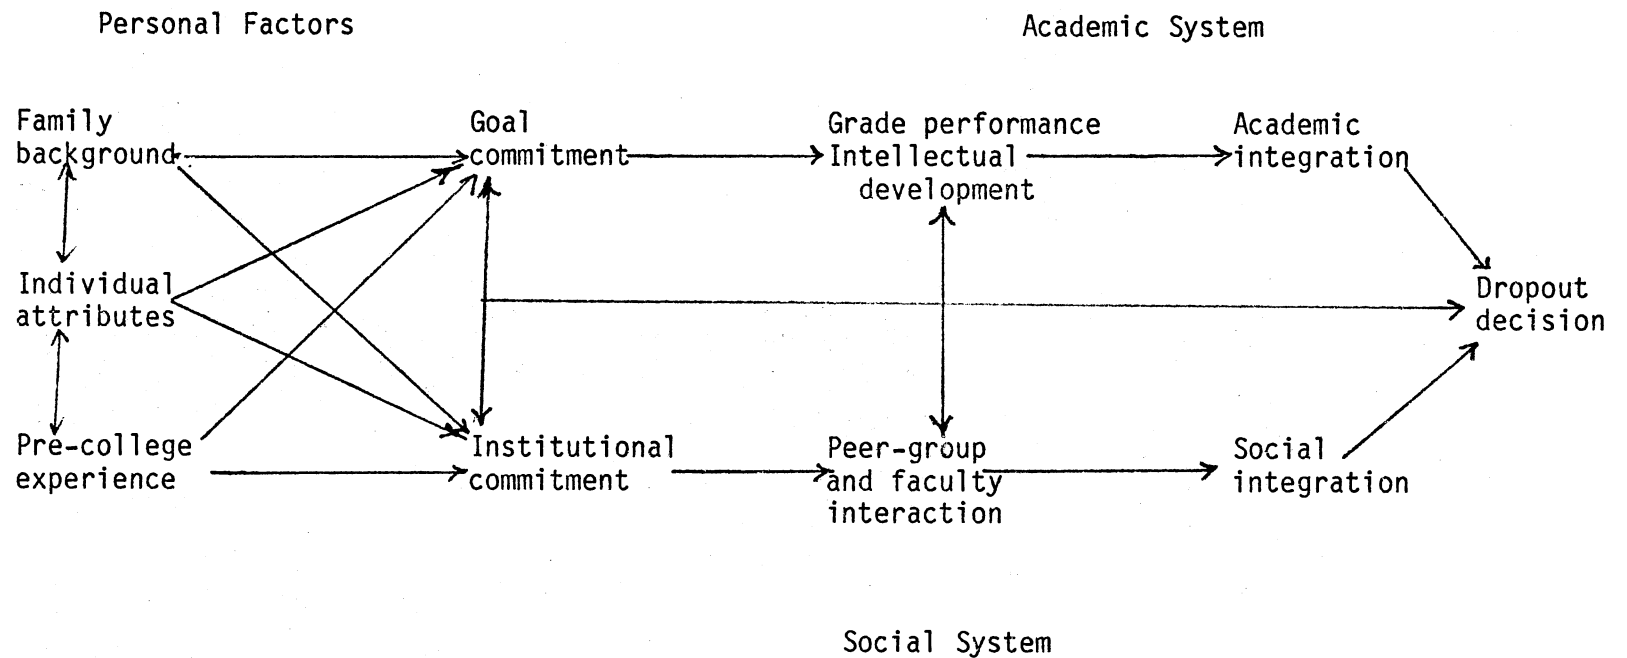 Personal Factors
Academic System
Family
background
Goal
commitment
Grade performance
Intellectual
development
Academic
integration
Individual
attributes
Dropout
decision
Pre-college
experience
Institutional
commitment
Peer-group
and faculty
interaction
Social
integration
Social System